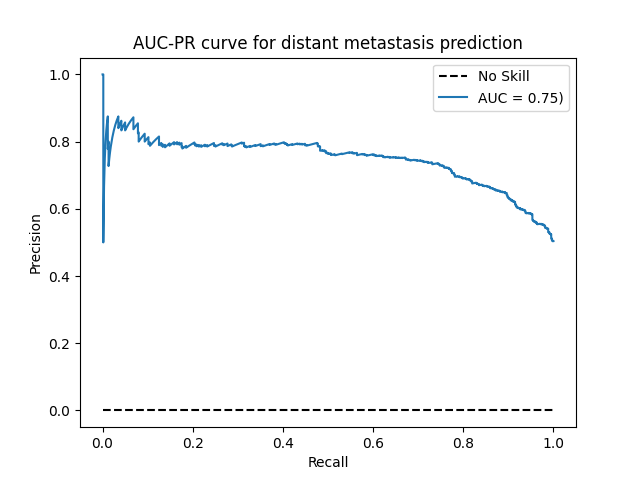 AUC-PR curve for distant metastasis prediction
No Skill
AUC = 0.75)
Precision
1.0
0.8
0.6
0.4
0.2
0.0
0.0 0.2 0.4 0.6 0.8 1.0
Recall